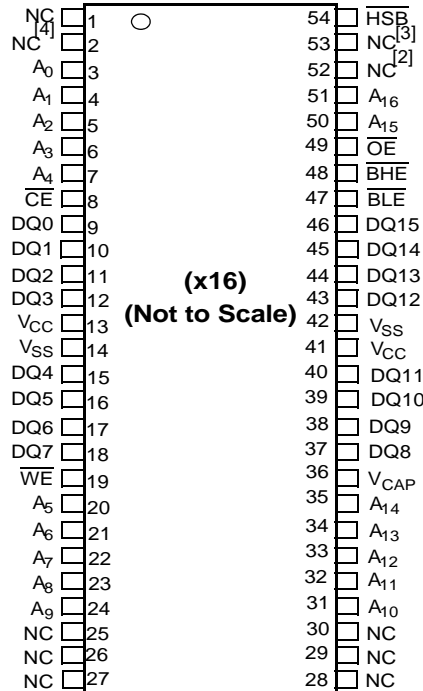 NC 1 54 HSB
[4] NC 2 53 NC [3]
A0 3 52 NC [2]
A1 4 51 A16
A2 5 50 A15
A3 6 49 OE
A4 7 48 BHE
CE 8 47 BLE
DQ0 9 46 DQ15
DQ1 10 45 DQ14
DQ2 11 44 DQ13
DQ3 12 43 DQ12
(x16)
(Not to Scale)
VCC 13 42 VSS
VSS 14 41 VCC
DQ4 15 40 DQ11
DQ5 16 39 DQ10
DQ6 17 38 DQ9
DQ7 18 37 DQ8
WE 19 36 VCAP
A5 20 35 A14
A6 21 34 A13
A7 22 33 A12
A8 23 32 A11
A9 24 31 A10
NC 25 30 NC
NC 26 29 NC
NC 27 28 NC